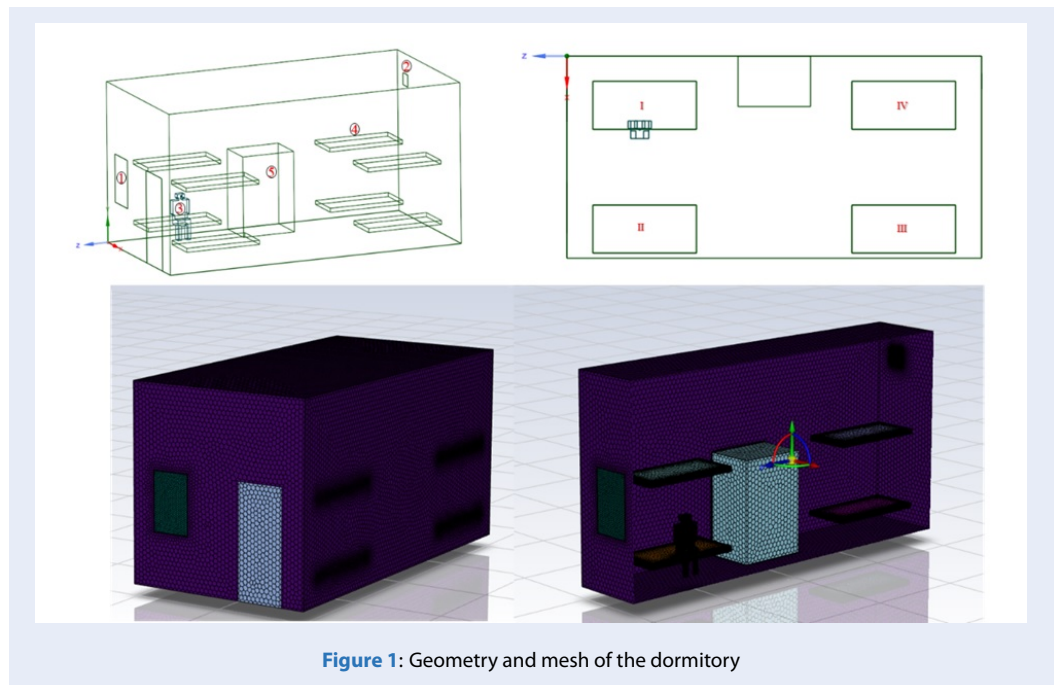 ②
④
①
⑤
③
Y
z
x
z
x
I
IV
II
III
Figure 1: Geometry and mesh of the dormitory